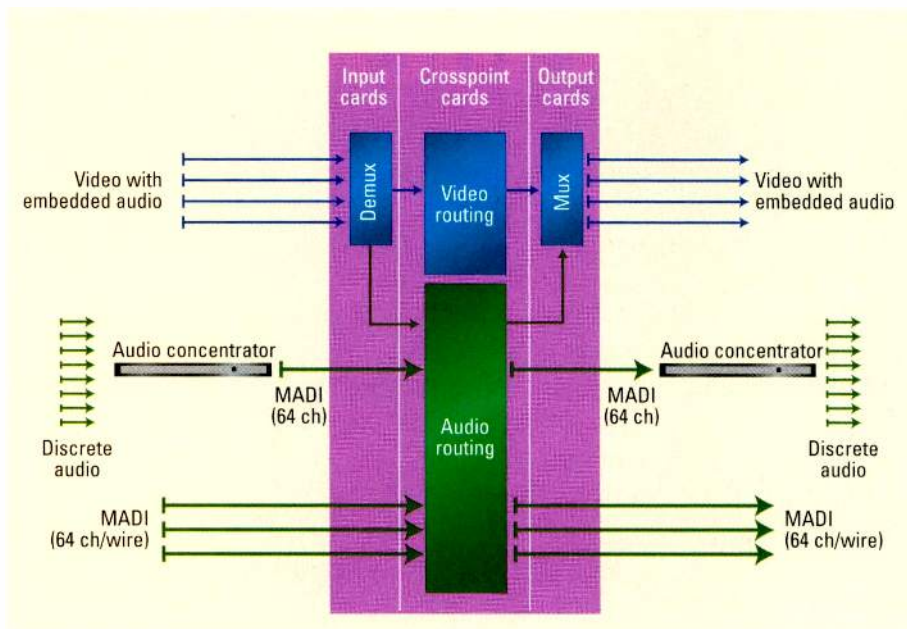 Input
cards
Crosspoint
cards
Output
cards
Video with
embedded audio
Demux
Video
routing
Mux
Video with
embedded audio
Audio concentrator
MADI
(64 ch)
Discrete
audio
Audio
routing
MADI
(64 ch)
Audio concentrator
Discrete
audio
MADI
(64 ch/wire)
MADI
(64 ch/wire)